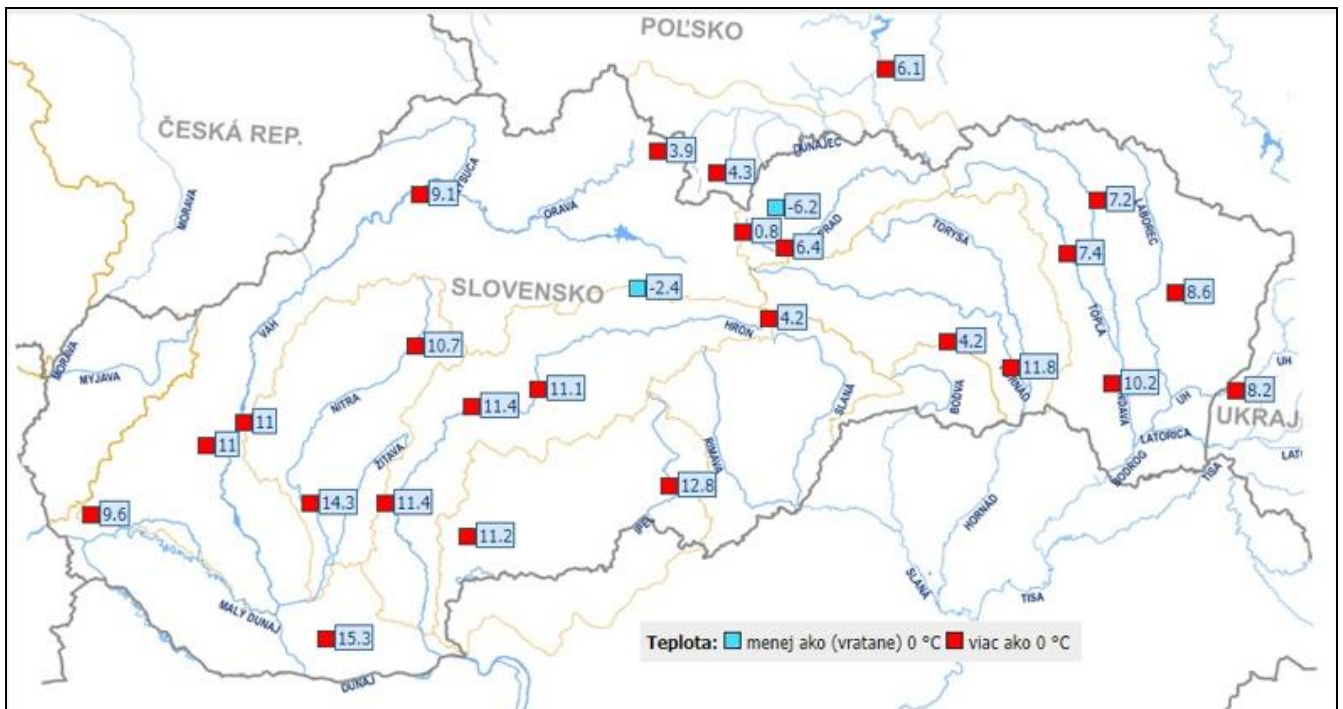 POĽSKO
6.1
ČESKÁ REP.
MORAVA
3.9
DUNAJEC
4.3
9.1
-6.2
7.2
LABOREC
ORAVA
0.8
TORYSA
6.4
7.4
SLOVENSKO
-2.4
8.6
VÁH
HRON
4.2
TOPĽA
10.7
4.2
MORAVA
MYJAVA
11.8
UH
11.1
NITRA
11.4
SLANÁ
BODVA
10.2
UH
8.2
UKRAJ
11
11
ŽITAVA
RIMAVA
LATORICA
BODROG
TISA
12.8
14.3
11.4
9.6
IPEĽ
HORNÁD
11.2
SLANÁ
TISA
MALÝ DUNAJ
15.3
DUNAJ
Teplota: menej ako (vratane) 0 °C viac ako 0 °C